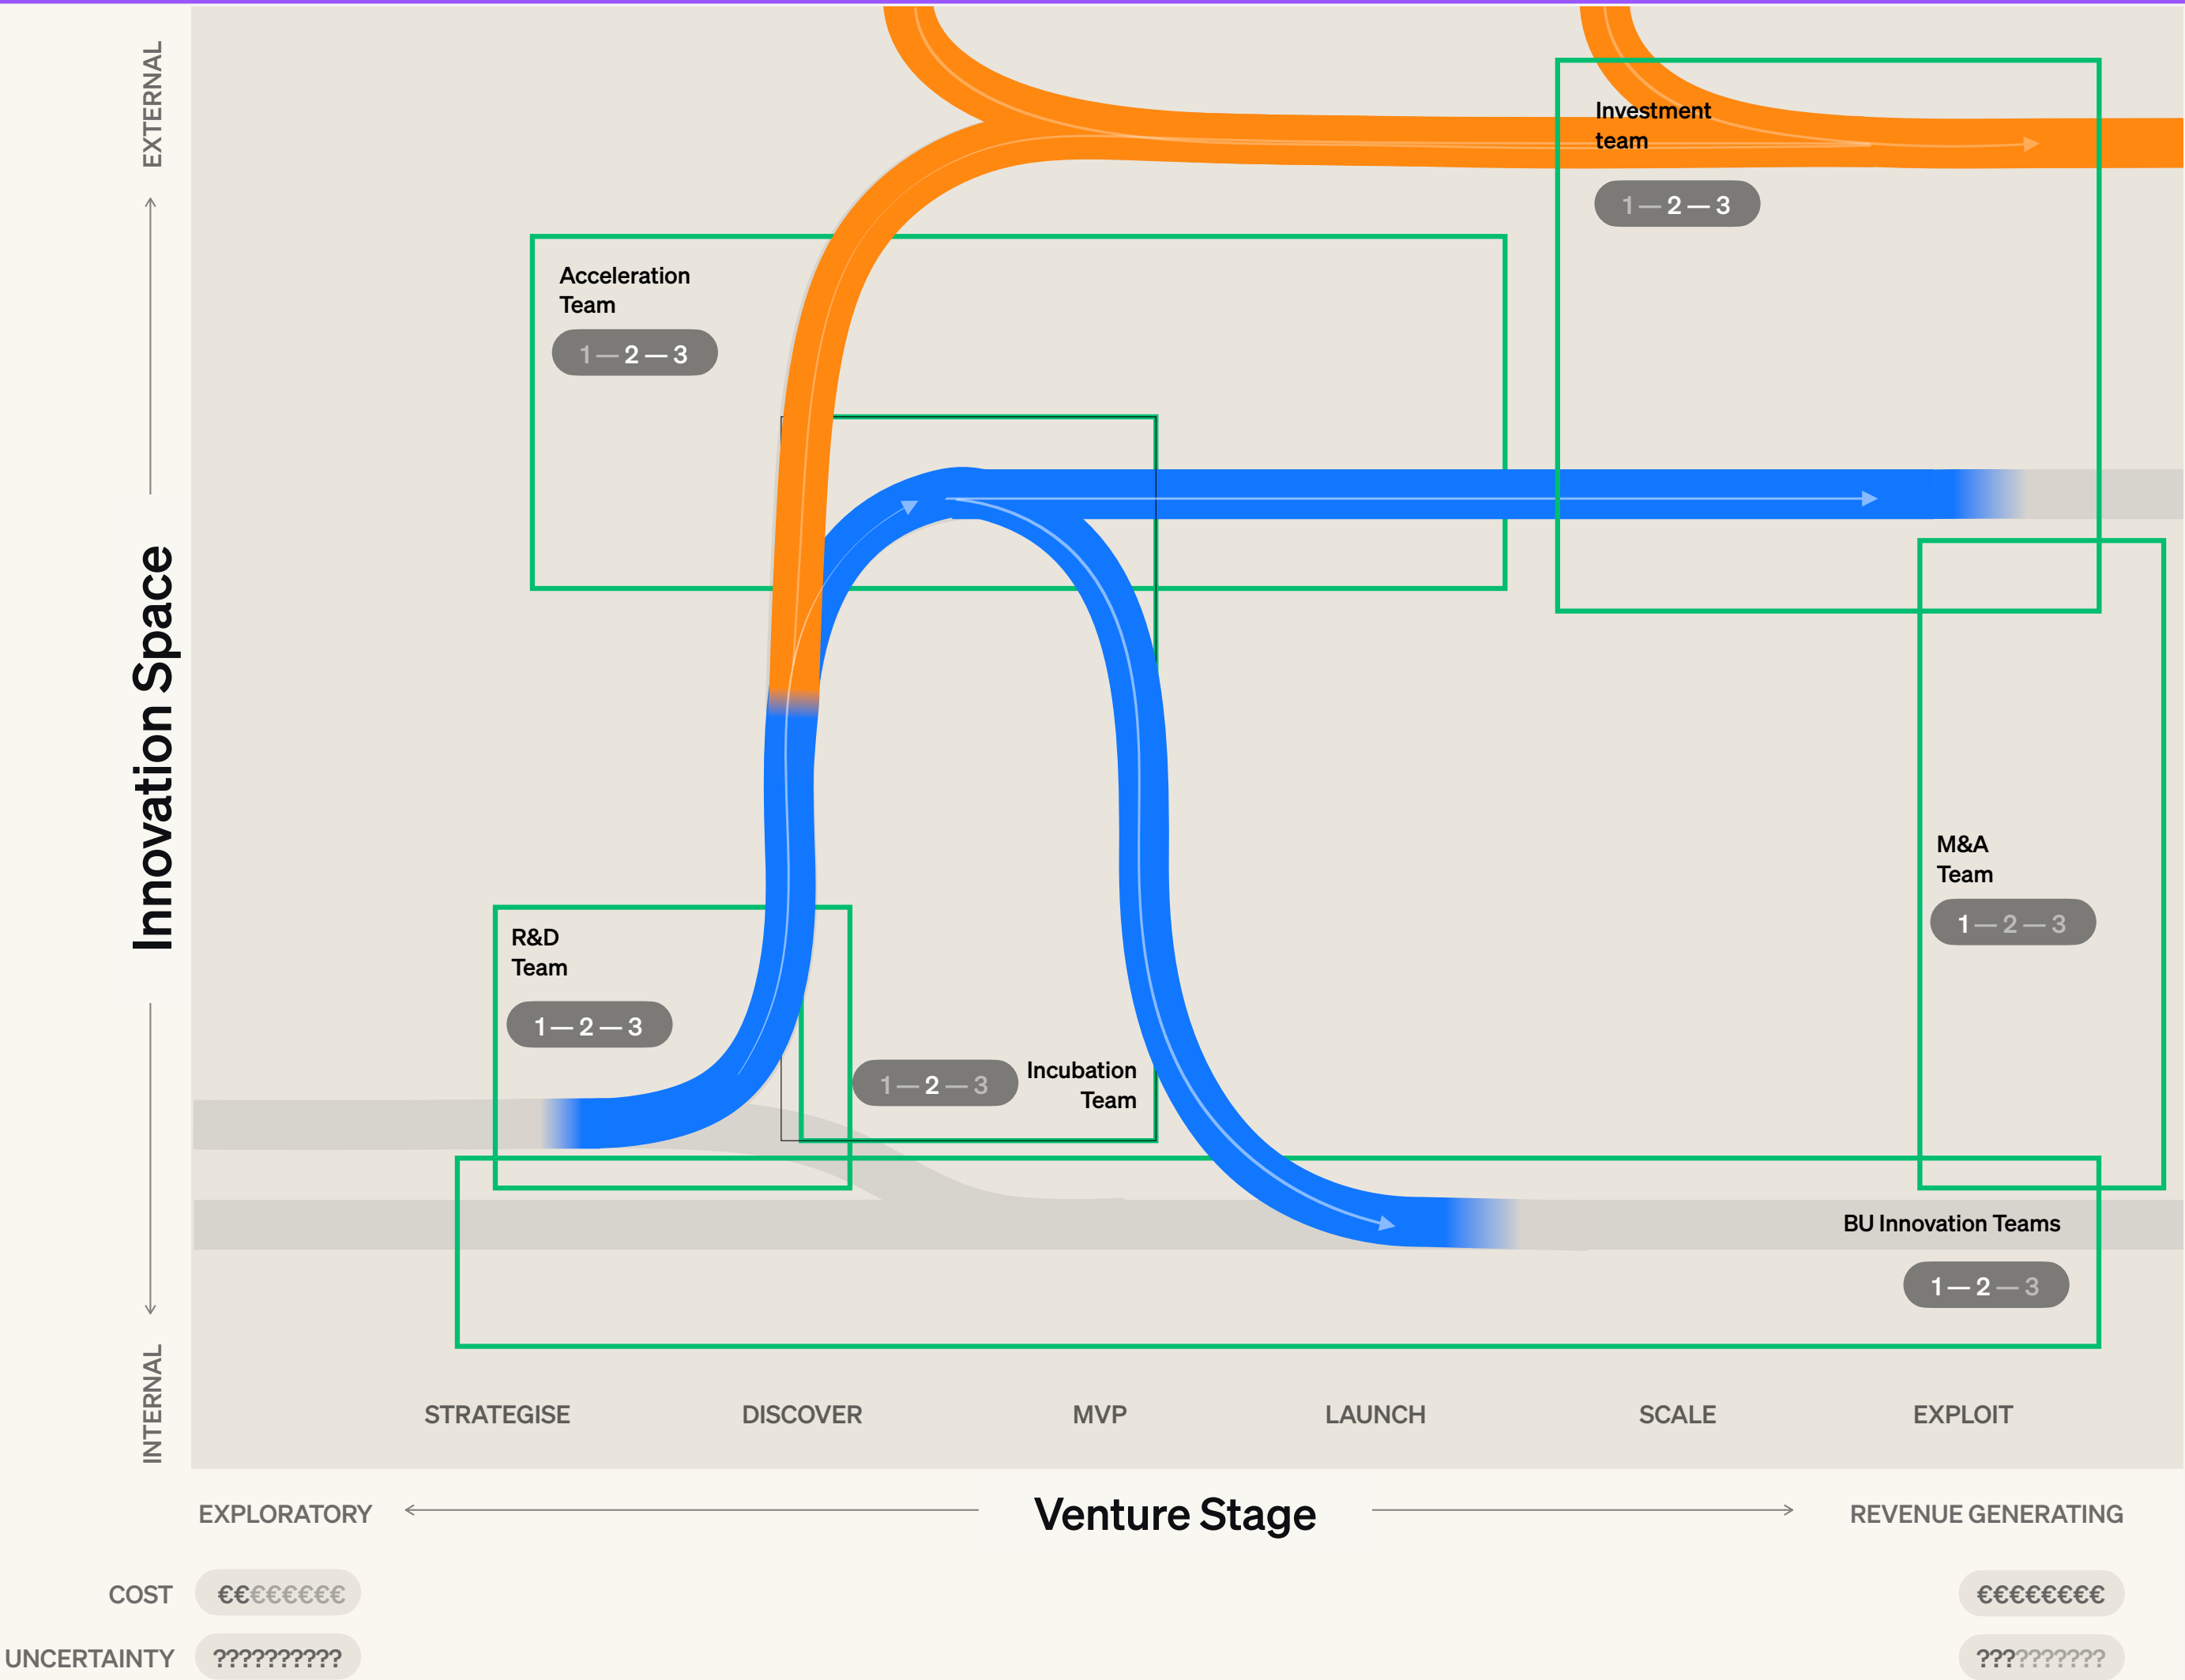 EXTERNAL
Innovation Space
INTERNAL
Investment
team
1 — 2 — 3
Acceleration
Team
1 — 2 — 3
M&A
Team
1 — 2 — 3
R&D
Team
1 — 2 — 3
1 — 2 — 3
Incubation
Team
BU Innovation Teams
1 — 2 — 3
STRATEGISE DISCOVER MVP LAUNCH SCALE EXPLOIT
EXPLORATORY Venture Stage REVENUE GENERATING
COST €€€€€€€€ €€€€€€€€
UNCERTAINTY ?????????? ??????????